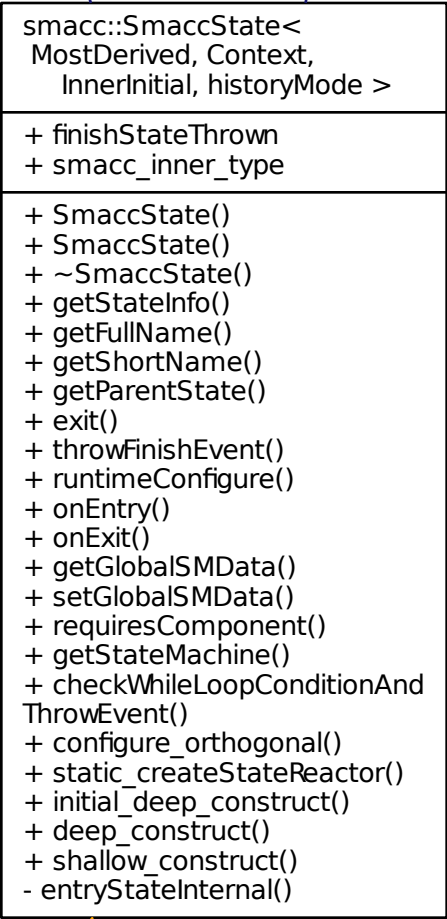 smacc::SmaccState<
MostDerived, Context,
InnerInitial, historyMode >
+ finishStateThrown
+ smacc_inner_type
+ SmaccState()
+ SmaccState()
+ ~SmaccState()
+ getStateInfo()
+ getFullName()
+ getShortName()
+ getParentState()
+ exit()
+ throwFinishEvent()
+ runtimeConfigure()
+ onEntry()
+ onExit()
+ getGlobalSMData()
+ setGlobalSMData()
+ requiresComponent()
+ getStateMachine()
+ checkWhileLoopConditionAnd
ThrowEvent()
+ configure_orthogonal()
+ static_createStateReactor()
+ initial_deep_construct()
+ deep_construct()
+ shallow_construct()
- entryStateInternal()